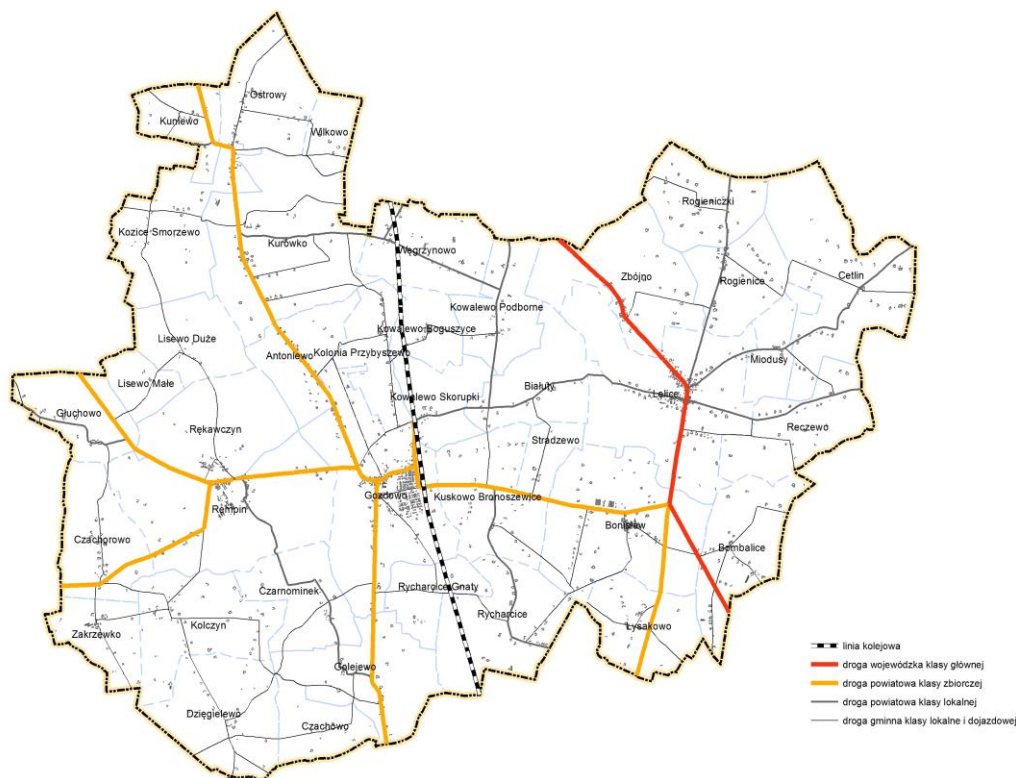 Ostrowy
Kuniewo
Wilkowo
Rogieniczki
Kozice Smorzewo
Kurówko
Węgrzynowo
Zbójno
Rogienice
Cetlin
Kowalewo Podborne
Kowalewo Boguszyce
Lisewo Duże
Antoniewo
Kolonia Przybyszewo
Miodusy
Lisewo Małe
Białuty
Kowalewo Skorupki
Lelice
Głuchowo
Rękawczyn
Stradzewo
Reczewo
Gozdowo
Kuskowo Bronoszewice
Rempin
Bonisław
Czachorowo
Bombalice
Czarnominek
Rycharcice Gnaty
Rycharcice
Zakrzewko
Kolczyn
Łysakowo
Golejewo
Dzięgielewo
Czachowo
linia kolejowa
droga wojewódzka klasy głównej
droga powiatowa klasy zbiorczej
droga powiatowa klasy lokalnej
droga gminna klasy lokalne i dojazdowej